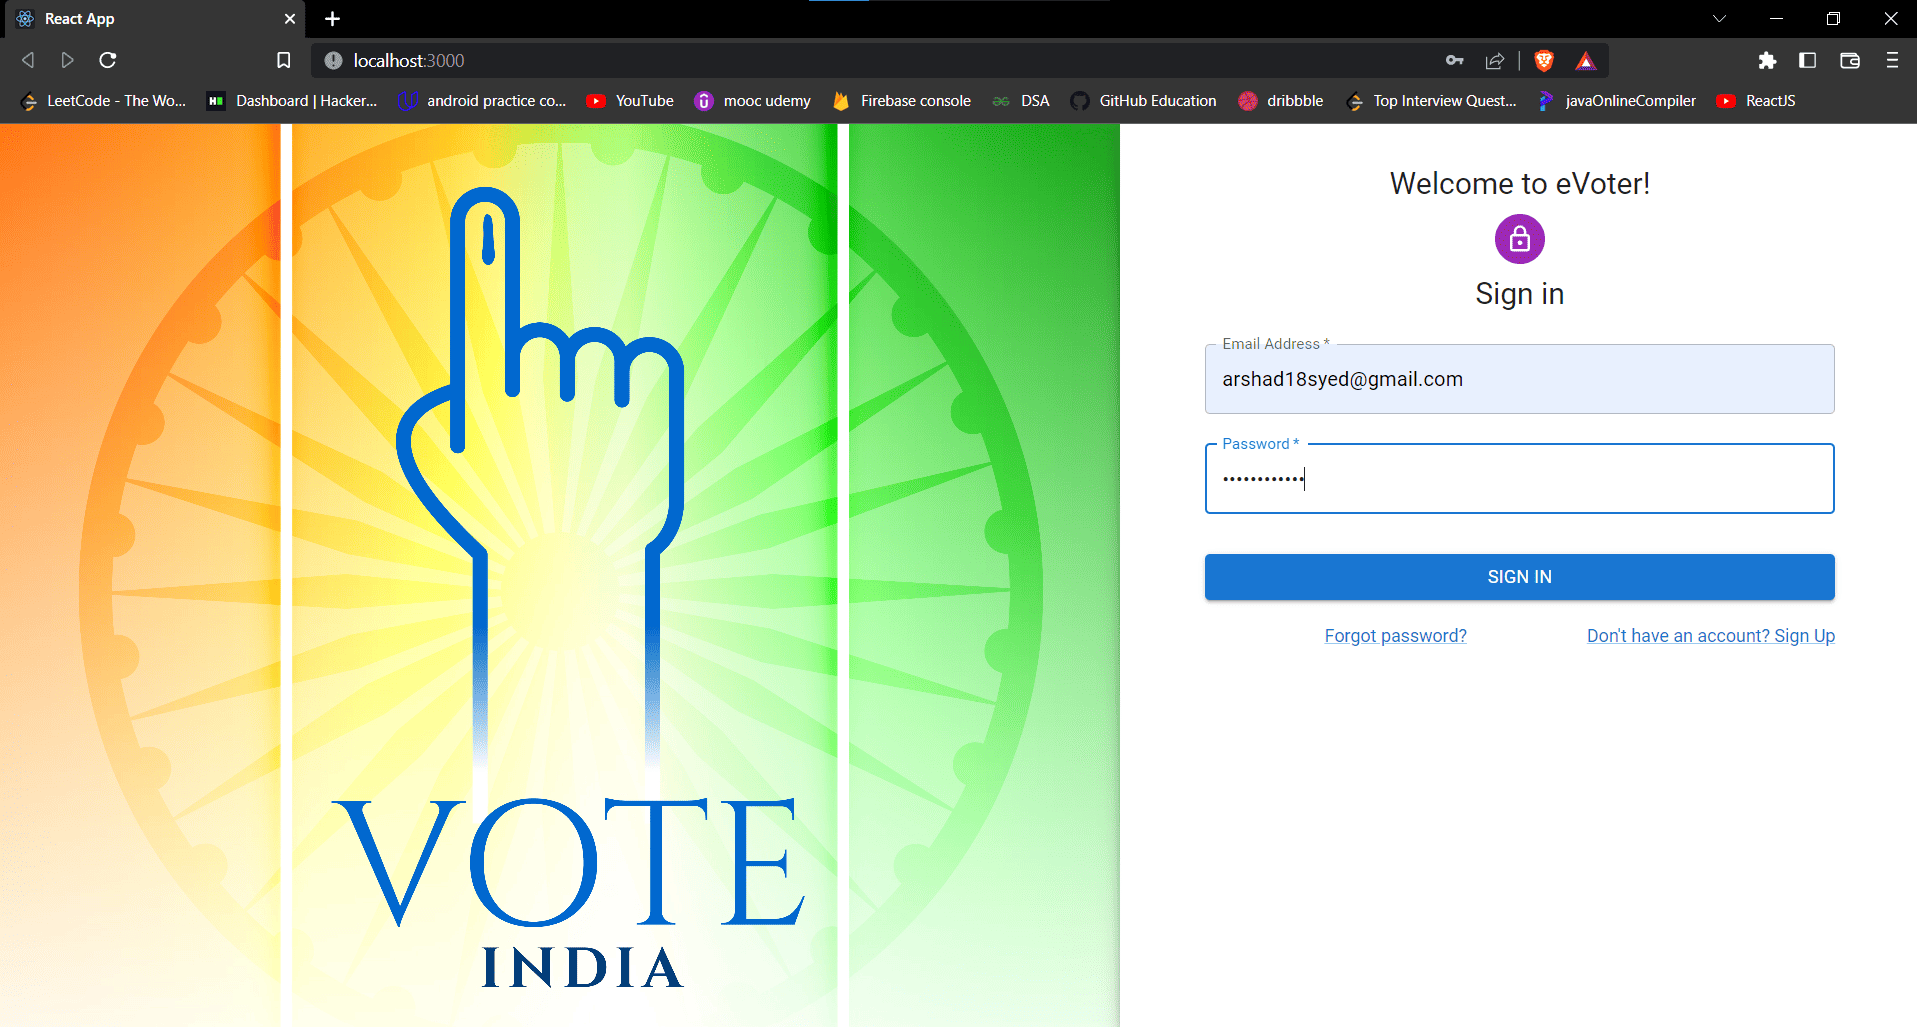 React App
localhost:3000
LeetCode - The Wo... Dashboard | Hacker... android practice co... YouTube mooc udemy Firebase console DSA GitHub Education dribbble Top Interview Quest... javaOnlineCompiler ReactJS
VOTE
INDIA
Welcome to eVoter!
Sign in
Email Address *
arshad18syed@gmail.com
Password *
••••••••••••
SIGN IN
Forgot password? Don't have an account? Sign Up